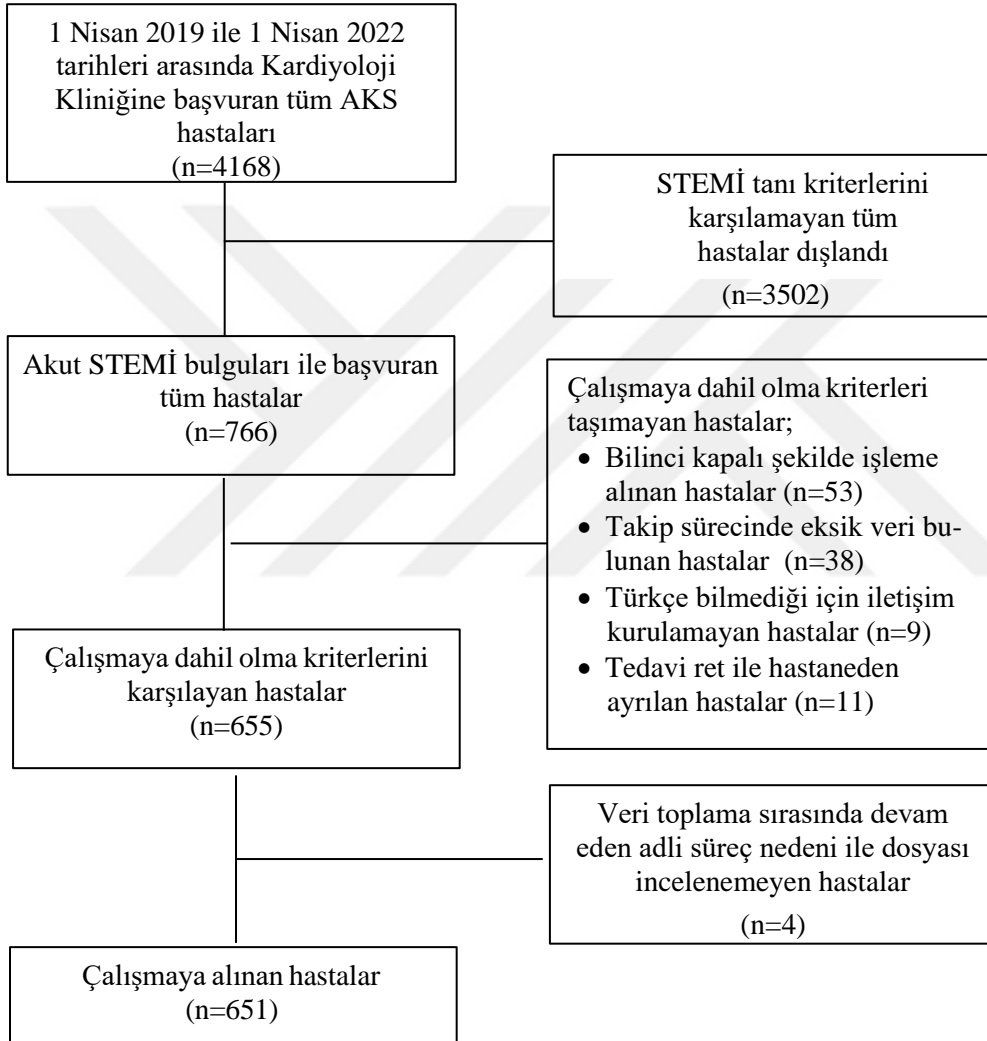 1 Nisan 2019 ile 1 Nisan 2022
tarihleri arasında Kardiyoloji
Kliniğine başvuran tüm AKS
hastaları
(n=4168)
STEMİ tanı kriterlerini
karşılamayan tüm
hastalar dışlandı
(n=3502)
Akut STEMİ bulguları ile başvuran
tüm hastalar
(n=766)
Çalışmaya dahil olma kriterleri
taşımayan hastalar;
• Bilinci kapalı şekilde işleme
alınan hastalar (n=53)
• Takip sürecinde eksik veri bu-
lunan hastalar (n=38)
• Türkçe bilmediği için iletişim
kurulamayan hastalar (n=9)
• Tedavi ret ile hastaneden
ayrılan hastalar (n=11)
Çalışmaya dahil olma kriterlerini
karşılayan hastalar
(n=655)
Veri toplama sırasında devam
eden adli süreç nedeni ile dosyası
incelenemeyen hastalar
(n=4)
Çalışmaya alınan hastalar
(n=651)